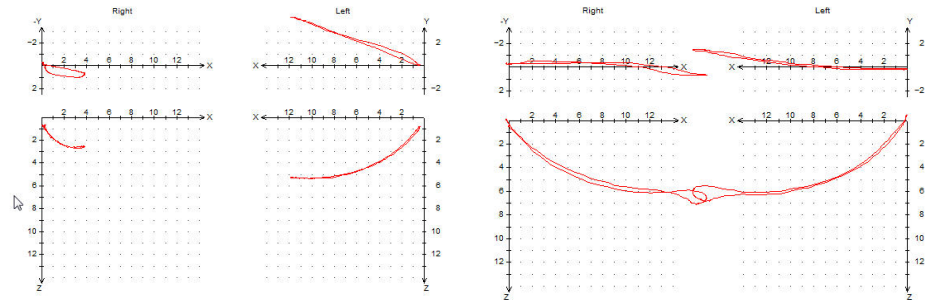 Right Left Right Left
-Y Y -Y Y
−2 2 −2 2
X X X X
2 4 6 8 10 12 12 10 8 6 4 2 2 4 6 8 10 12 12 10 8 6 4 2
2 −2 2 −2
2 4 6 8 10 12 X X 12 10 8 6 4 2 2 4 6 8 10 12 X X 12 10 8 6 4 2
2 2 2 2
4 4 4 4
6 6 6 6
8 8 8 8
10 10 10 10
12 12 12 12
14
Z Z Z Z